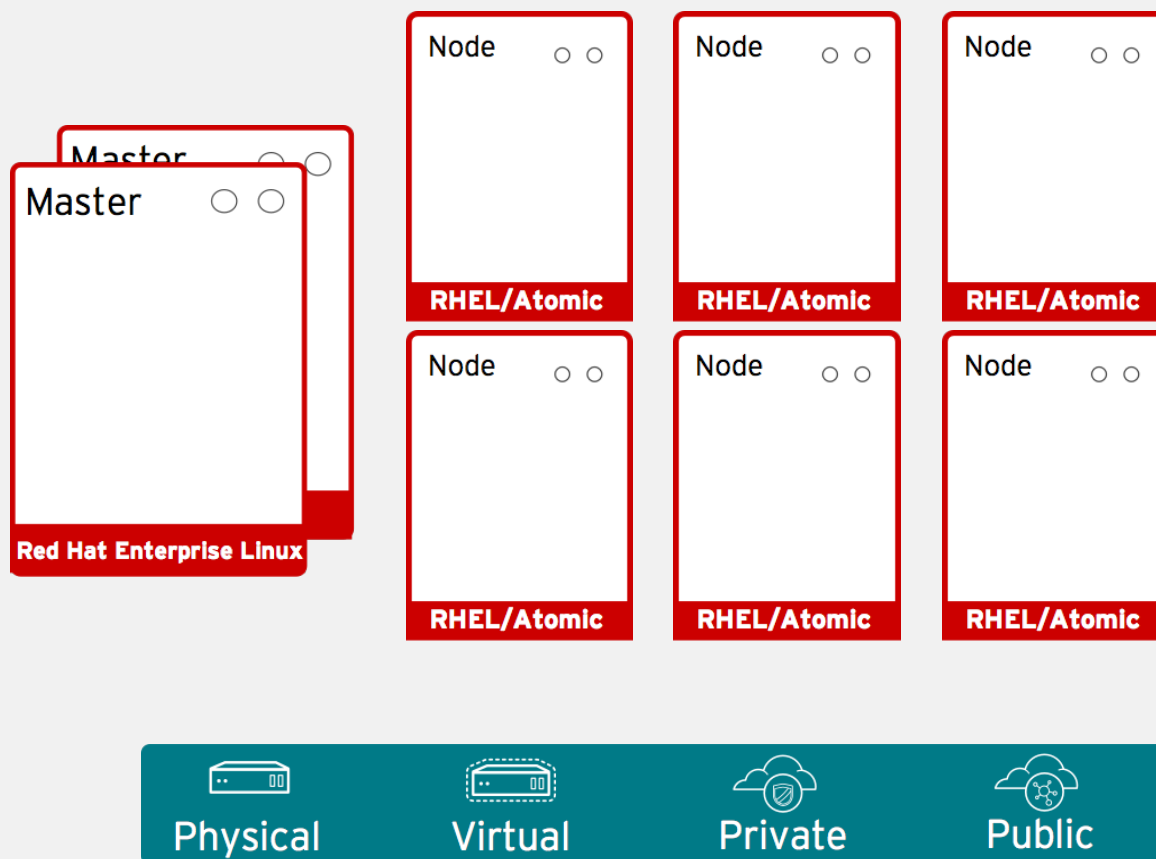 Node
Node
Node
Master
Master
RHEL/Atomic
RHEL/Atomic
RHEL/Atomic
Node
Node
Node
Red Hat Enterprise Linux
RHEL/Atomic
RHEL/Atomic
RHEL/Atomic
Physical
Virtual
Private
Public